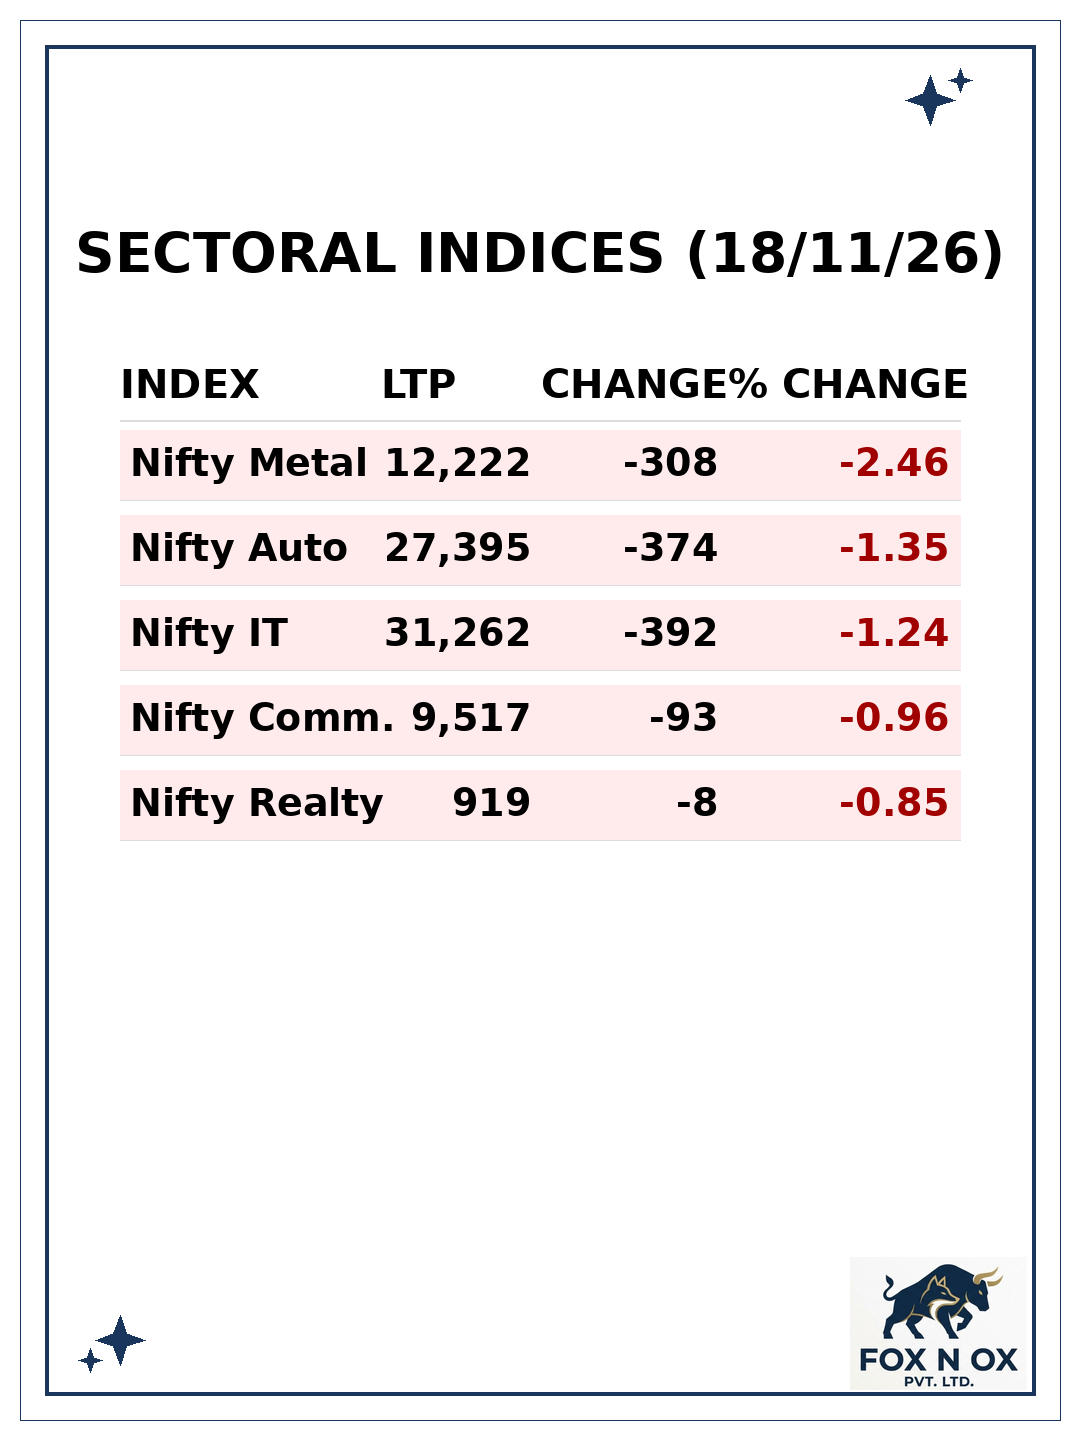 SECTORAL INDICES (18/11/26)
INDEX LTP CHANGE% CHANGE
Nifty Metal 12,222 -308 -2.46
Nifty Auto 27,395 -374 -1.35
Nifty IT 31,262 -392 -1.24
Nifty Comm. 9,517 -93 -0.96
Nifty Realty 919 -8 -0.85
FOX N OX
PVT. LTD.